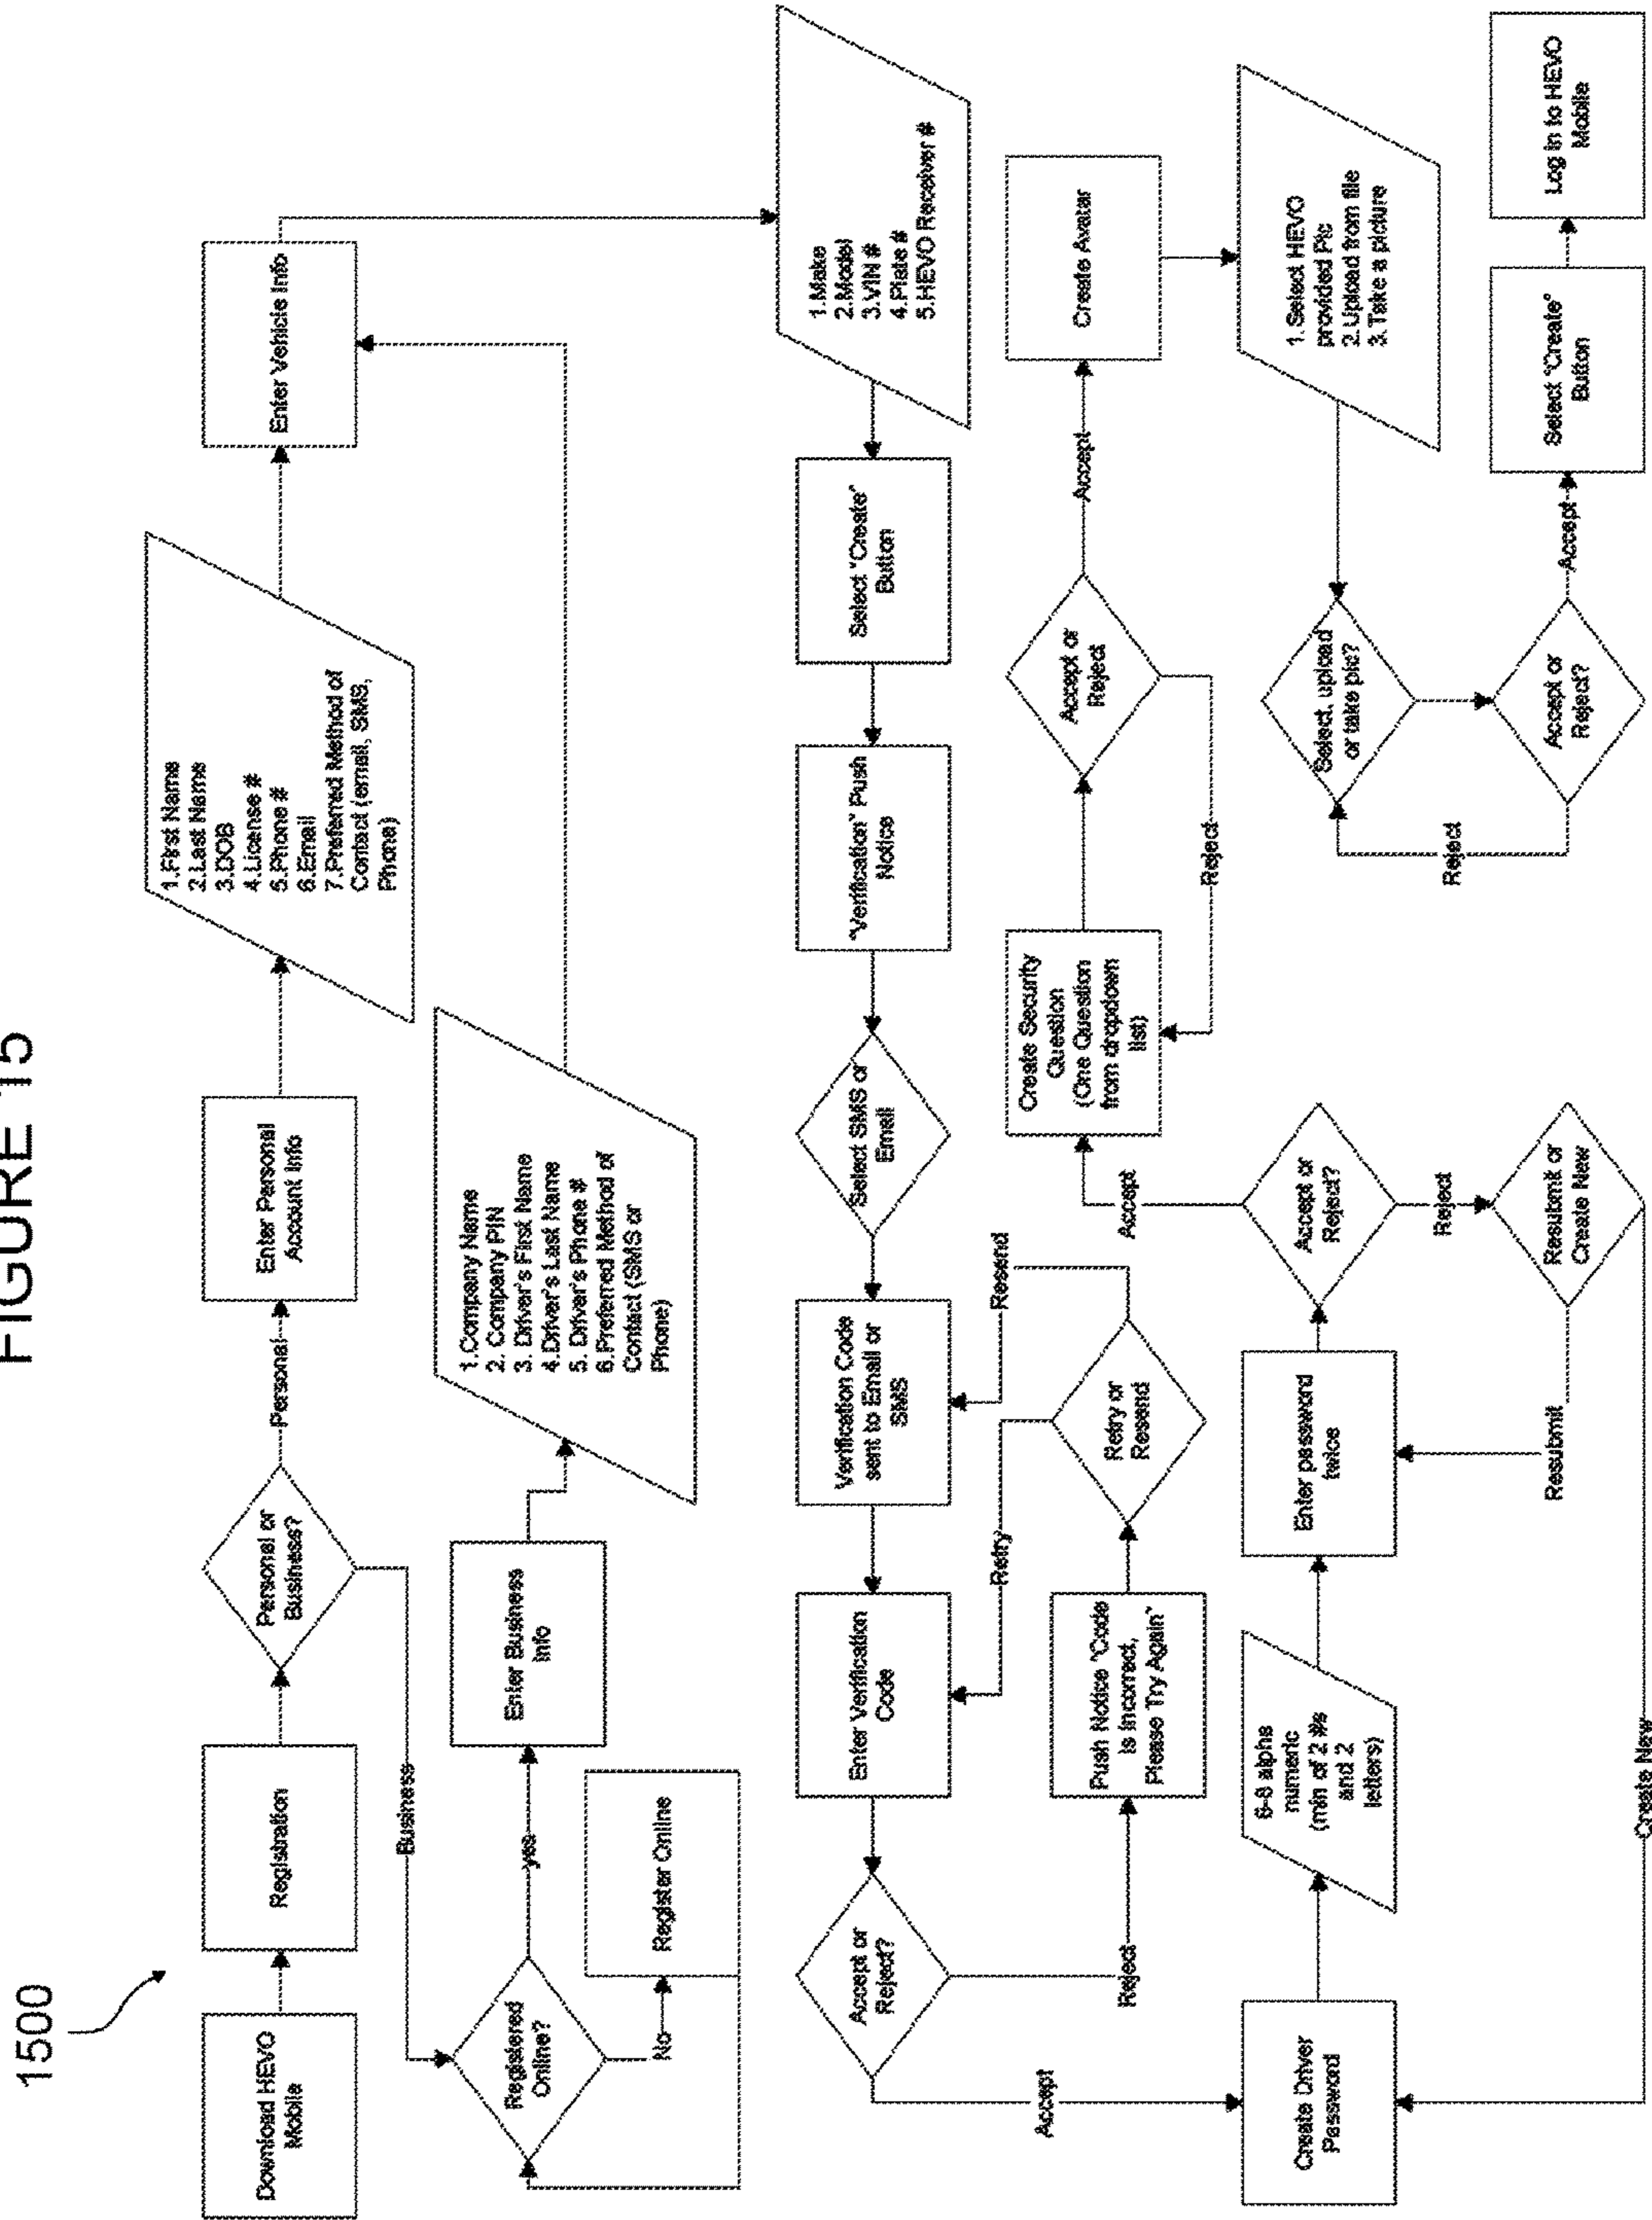 FIGURE 15
1500
Download HEVO
Mobile
Registration
Personal or
Business?
Personal
Enter Personal
Account Info
1.First Name
2.Last Name
3.DOB
4.License #
5.Phone #
6.Email
7.Preferred Method of
Contact (email, SMS,
Phone)
Enter Vehicle Info
Business
Registered
Online?
yes
No
Register Online
Enter Business
Info
1.Company Name
2. Company PIN
3. Driver's First Name
4.Driver's Last Name
5. Driver's Phone #
6.Preferred Method of
Contact (SMS or
Phone)
1.Make
2.Model
3.VIN #
4.Plate #
5.HEVO Receiver #
Select "Create"
Button
"Verification" Push
Notice
Select SMS or
Email
Verification Code
sent to Email or
SMS
Enter Verification
Code
Accept or
Reject?
Accept
Reject
Push Notice "Code
is Incorrect,
Please Try Again"
Retry or
Resend
Retry
Resend
Create Driver
Password
6-8 alpha
numeric
(min of 2 #s
and 2
letters)
Enter password
twice
Accept or
Reject?
Accept
Reject
Resubmit or
Create New
Resubmit
Create New
Create Security
Question
(One Question
from dropdown
list)
Accept or
Reject
Accept
Reject
Create Avatar
1.Select HEVO
provided Pic
2.Upload from file
3.Take a picture
Select, upload
or take pic?
Accept or
Reject?
Reject
Accept
Select "Create"
Button
Log in to HEVO
Mobile